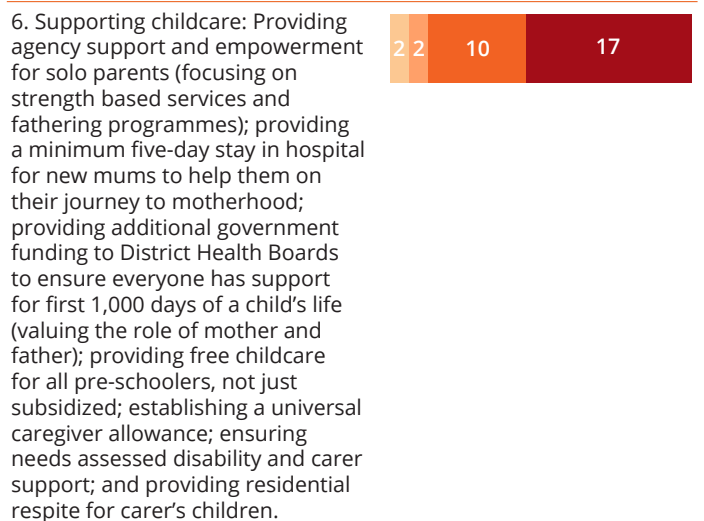 6. Supporting childcare: Providing
agency support and empowerment
for solo parents (focusing on
strength based services and
fathering programmes); providing
a minimum five-day stay in hospital
for new mums to help them on
their journey to motherhood;
providing additional government
funding to District Health Boards
to ensure everyone has support
for first 1,000 days of a child’s life
(valuing the role of mother and
father); providing free childcare
for all pre-schoolers, not just
subsidized; establishing a universal
caregiver allowance; ensuring
needs assessed disability and carer
support; and providing residential
respite for carer’s children.
2 2 10 17